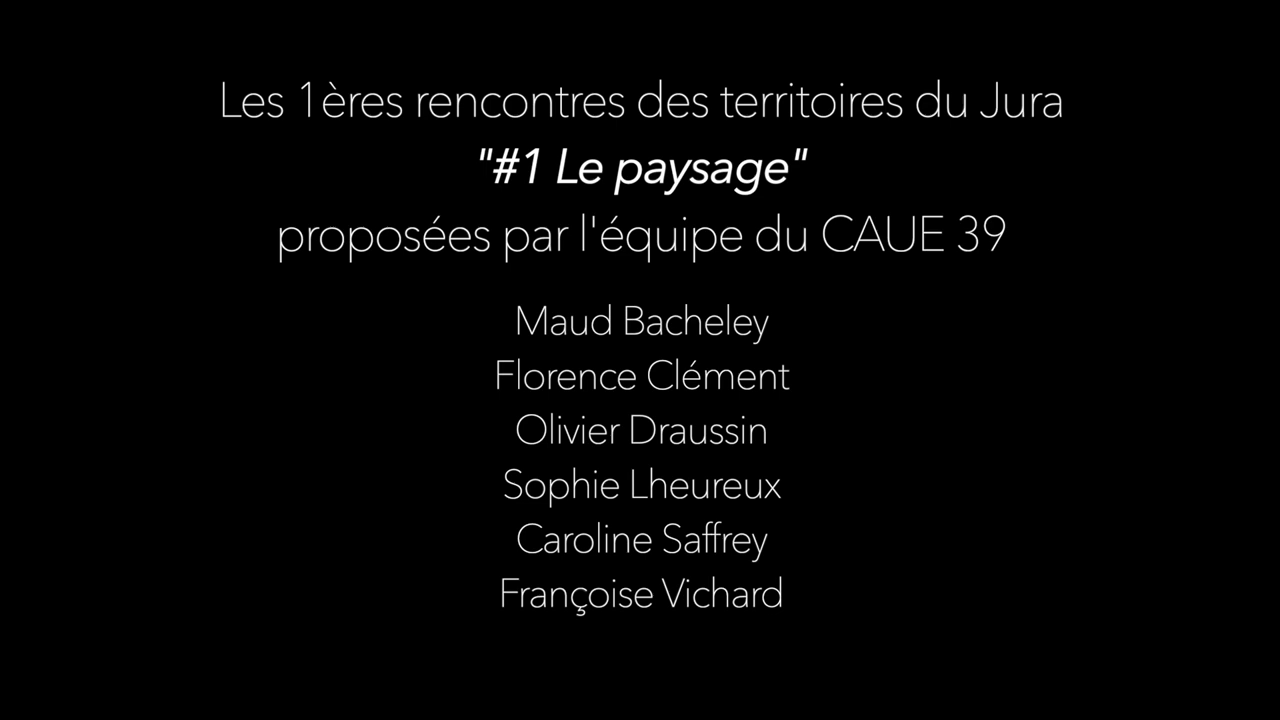 Les 1ères rencontres des territoires du Jura
"#1 Le paysage"
proposées par l'équipe du CAUE 39
Maud Bacheley
Florence Clément
Olivier Draussin
Sophie Lheureux
Caroline Saffrey
Françoise Vichard